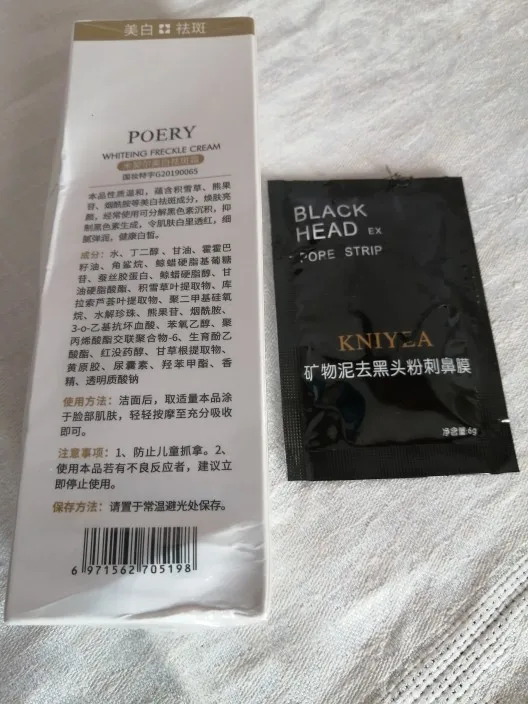 美白 祛斑
POERY
WHITEING FRECKLE CREAM
国妆特字G20190065
本品性质温和，蕴含积雪草、熊果
苷、烟酰胺等美白祛斑成分，焕肤亮
颜，经常使用可分解黑色素沉积，抑
制黑色素生成，令肌肤白里透红，细
腻弹润，健康白皙。
成分：水、丁二醇、甘油、霍霍巴
籽油、角鲨烷、鲸蜡硬脂基葡糖
苷、蚕丝胶蛋白、鲸蜡硬脂醇、甘
油硬脂酸酯、积雪草叶提取物、库
拉索芦荟叶提取物、聚二甲基硅氧
烷、水解珍珠、熊果苷、烟酰胺、
3-o-乙基抗坏血酸、苯氧乙醇、聚
丙烯酸酯交联聚合物-6、生育酚乙
酸酯、红没药醇、甘草根提取物、
黄原胶、尿囊素、羟苯甲酯、香
精、透明质酸钠
使用方法：洁面后，取适量本品涂
于脸部肌肤，轻轻按摩至充分吸收
即可。
注意事项：1、防止儿童抓拿。2、
使用本品若有不良反应者，建议立
即停止使用。
保存方法：请置于常温避光处保存。
6 971562 705198
BLACK
HEAD EX
PORE STRIP
KNIYEA
矿物泥去黑头粉刺鼻膜
净含量:6g